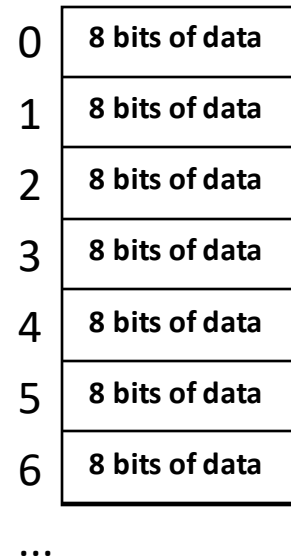 0 8 bits of data
1 8 bits of data
2 8 bits of data
3 8 bits of data
4 8 bits of data
5 8 bits of data
6 8 bits of data
...